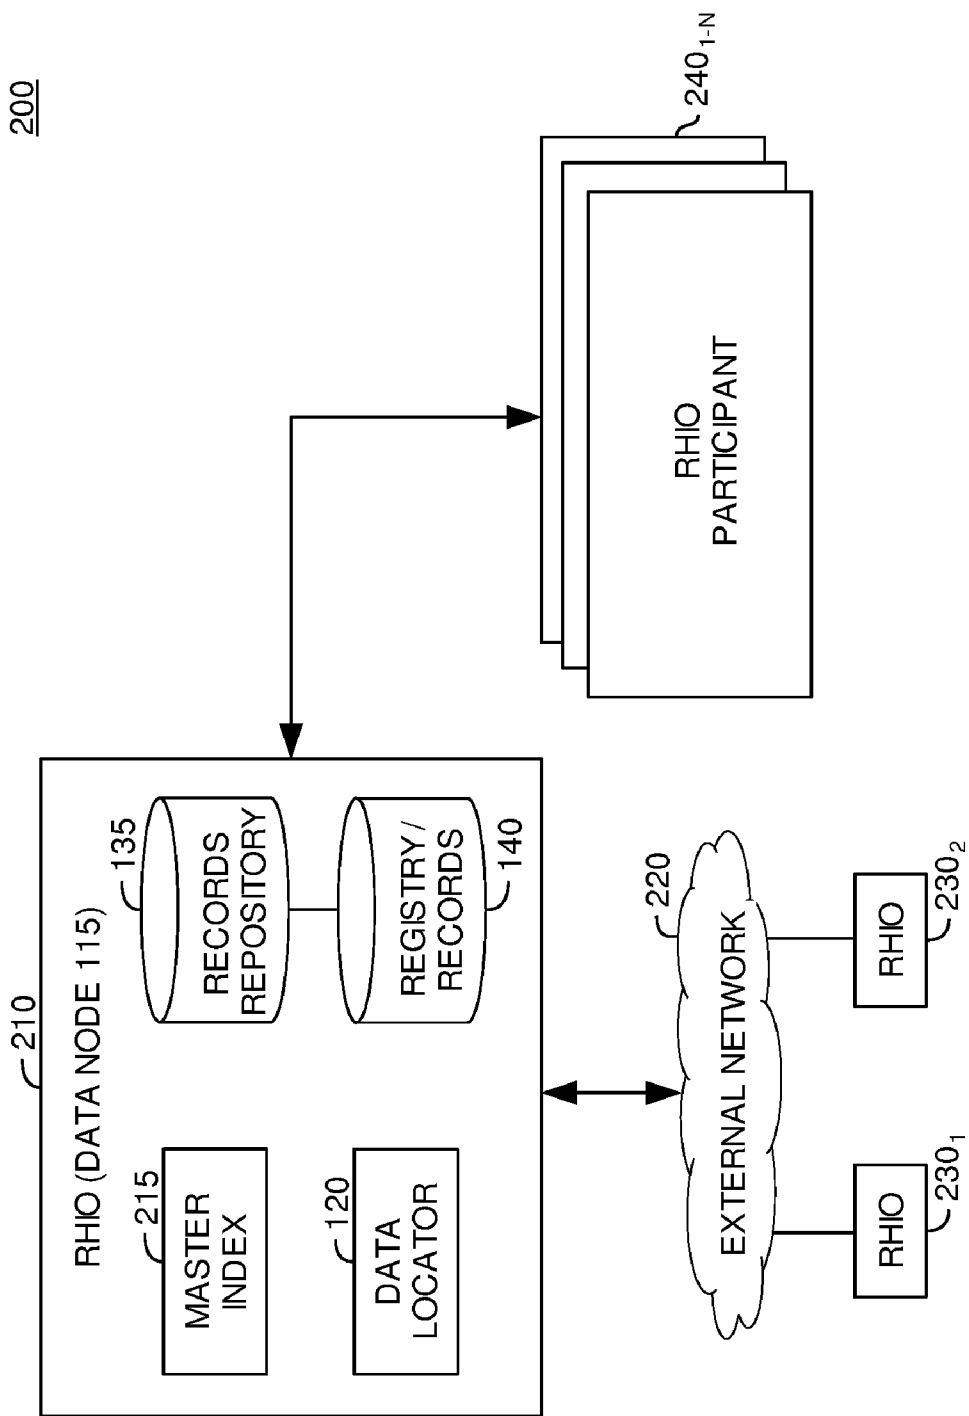 200
210
RHIO (DATA NODE 115)
215
MASTER
INDEX
135
RECORDS
REPOSITORY
120
DATA
LOCATOR
REGISTRY /
RECORDS
140
240₁₋N
RHIO
PARTICIPANT
220
EXTERNAL NETWORK
RHIO
230₁
RHIO
230₂